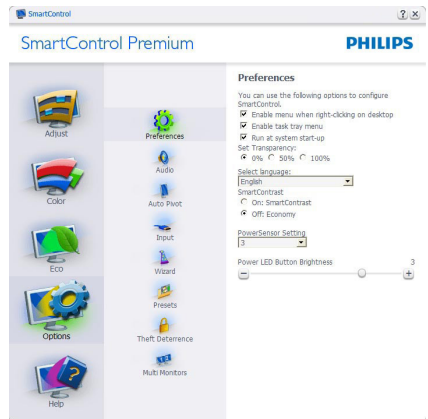 SmartControl
SmartControl Premium
PHILIPS
Adjust
Color
Eco
Options
Help
Preferences
Audio
Auto Pivot
Input
Wizard
Presets
Theft Deterrence
Multi Monitors
Preferences
You can use the following options to configure
SmartControl.
Enable menu when right-clicking on desktop
Enable task tray menu
Run at system start-up
Set Transparency:
0% 50% 100%
Select language:
English
SmartContrast
On: SmartContrast
Off: Economy
PowerSensor Setting
3
Power LED Button Brightness 3